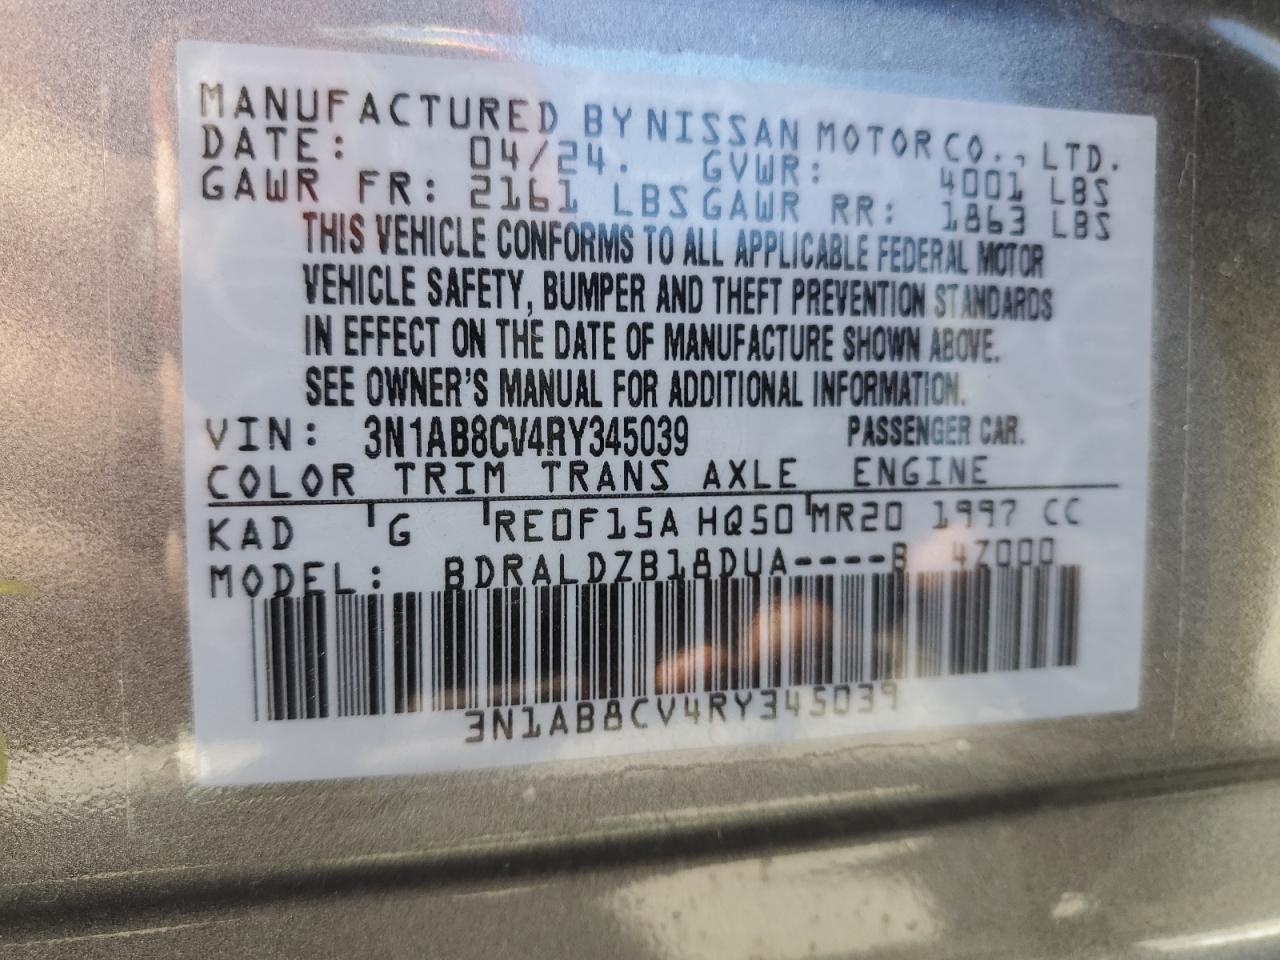 MANUFACTURED BY NISSAN MOTOR CO., LTD.
DATE: 04/24. GVWR: 4001 LBS
GAWR FR: 2161 LBS GAWR RR: 1863 LBS
THIS VEHICLE CONFORMS TO ALL APPLICABLE FEDERAL MOTOR
VEHICLE SAFETY, BUMPER AND THEFT PREVENTION STANDARDS
IN EFFECT ON THE DATE OF MANUFACTURE SHOWN ABOVE.
SEE OWNER'S MANUAL FOR ADDITIONAL INFORMATION.
VIN: 3N1AB8CV4RY345039 PASSENGER CAR.
COLOR TRIM TRANS AXLE ENGINE
KAD G RE0F15A HQ50 MR20 1997 CC
MODEL: BDRALDZB18DUA----B 4Z000
3N1AB8CV4RY345039